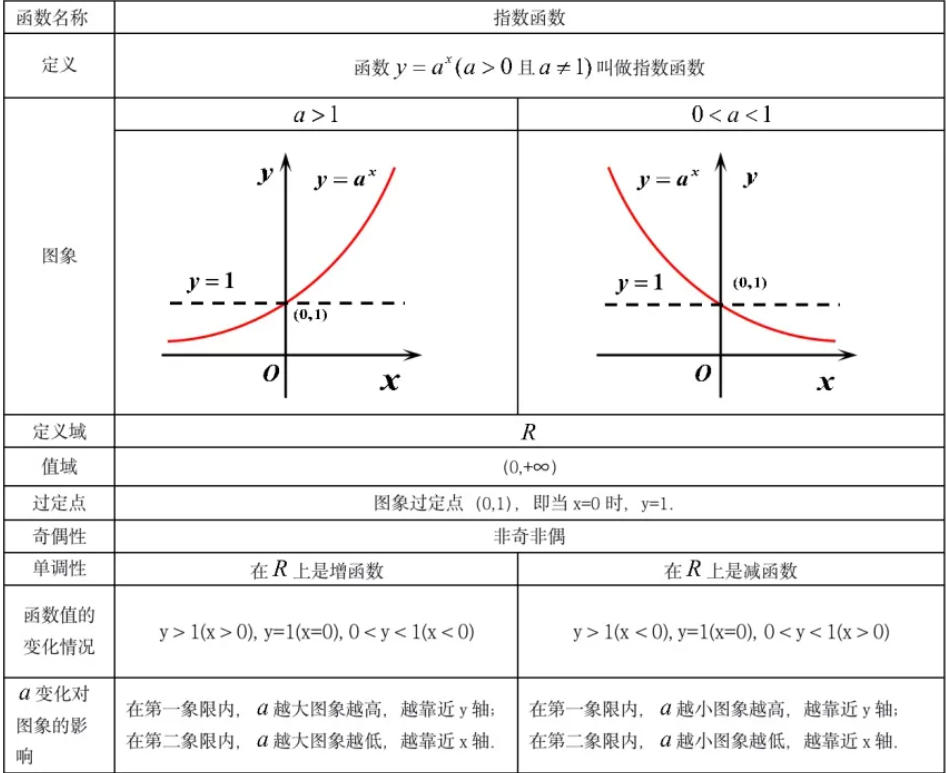 函数名称 指数函数
定义 函数 y = a^x (a > 0 且 a ≠ 1) 叫做指数函数
图象
a > 1 0 < a < 1
y y = a^x
y = 1
(0,1)
O x
y = a^x y
y = 1 (0,1)
O x
定义域 R
值域 (0,+∞)
过定点 图象过定点 (0,1)，即当 x=0 时，y=1.
奇偶性 非奇非偶
单调性 在 R 上是增函数 在 R 上是减函数
函数值的
变化情况
y＞1(x＞0), y=1(x=0), 0＜y＜1(x＜0) y＞1(x＜0),y=1(x=0), 0＜y＜1(x＞0)
a 变化对
图象的影
响
在第一象限内，a 越大图象越高，越靠近 y 轴；
在第二象限内，a 越大图象越低，越靠近 x 轴.
在第一象限内，a 越小图象越高，越靠近 y 轴；
在第二象限内，a 越小图象越低，越靠近 x 轴.